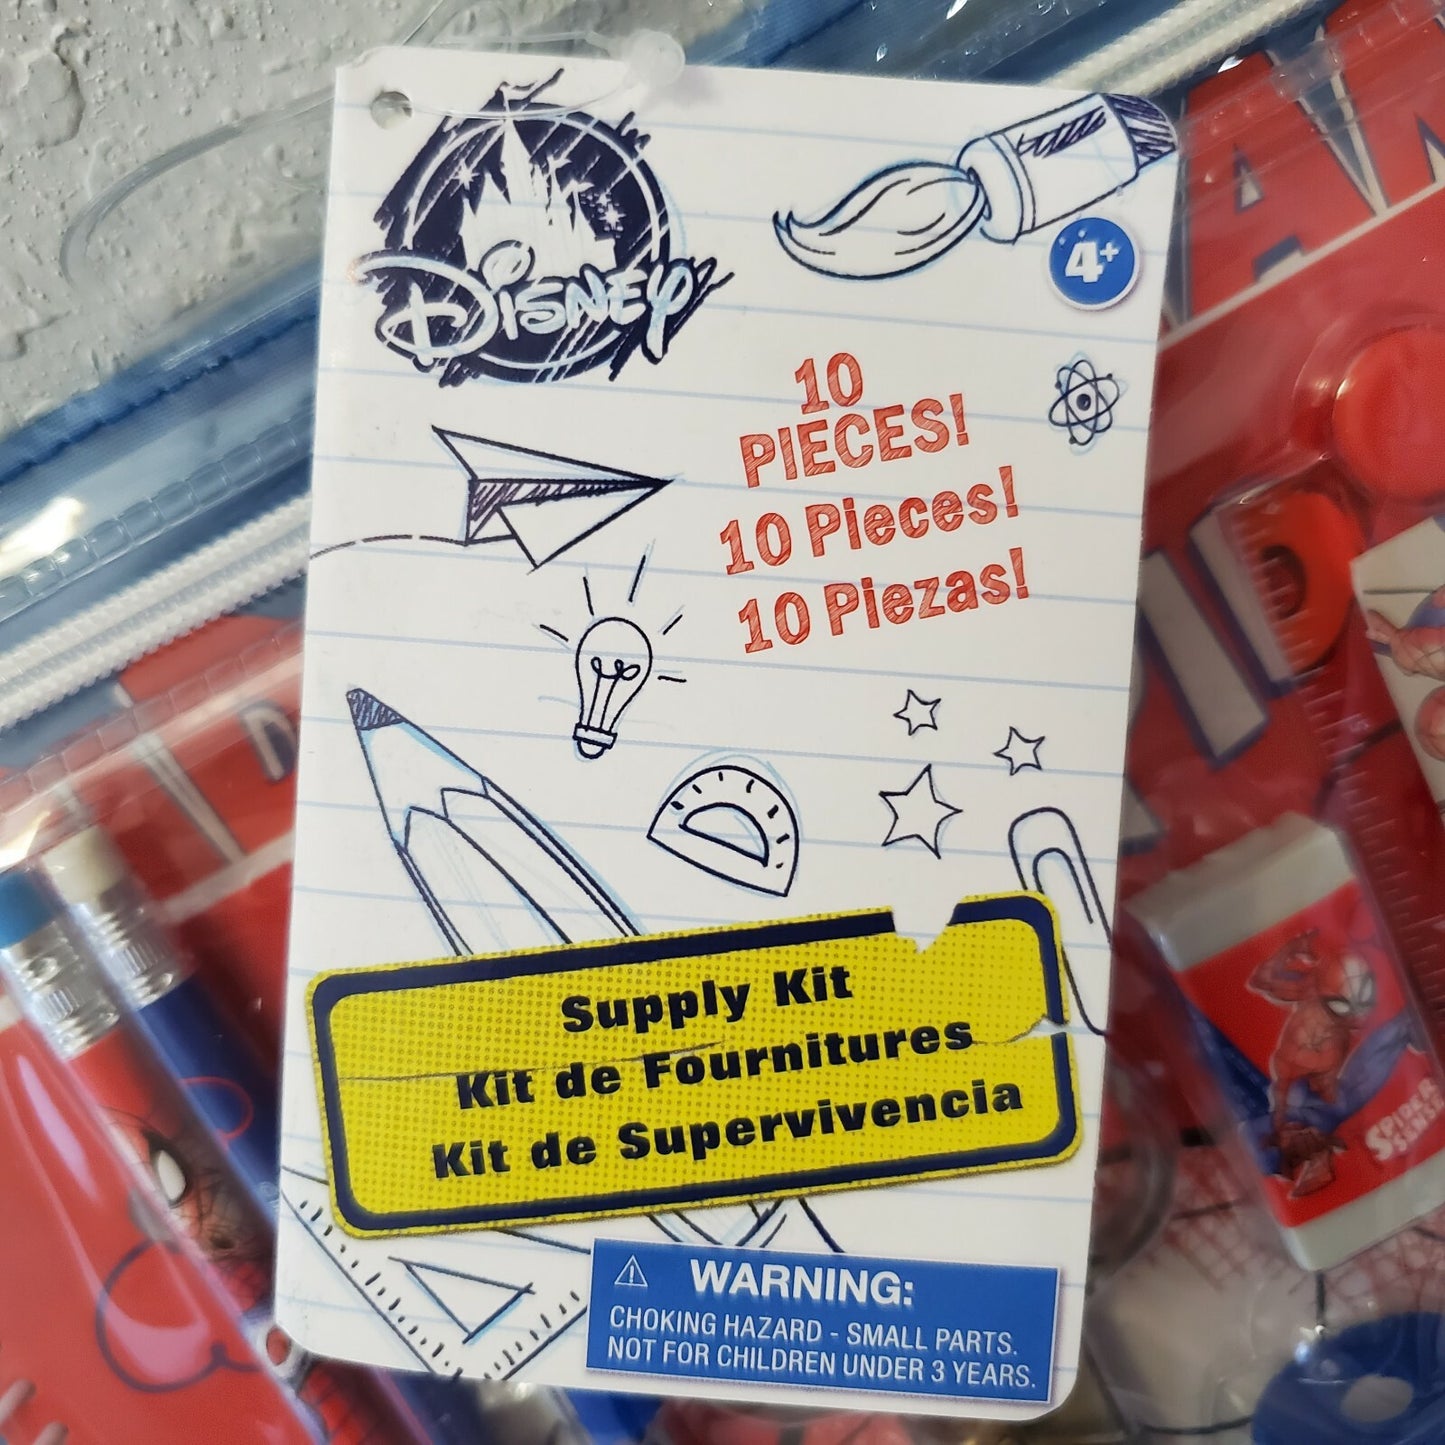 Disney
4+
10
PIECES!
10 Pieces!
10 Piezas!
Supply Kit
Kit de Fournitures
Kit de Supervivencia
WARNING:
CHOKING HAZARD - SMALL PARTS.
NOT FOR CHILDREN UNDER 3 YEARS.
SPIDER